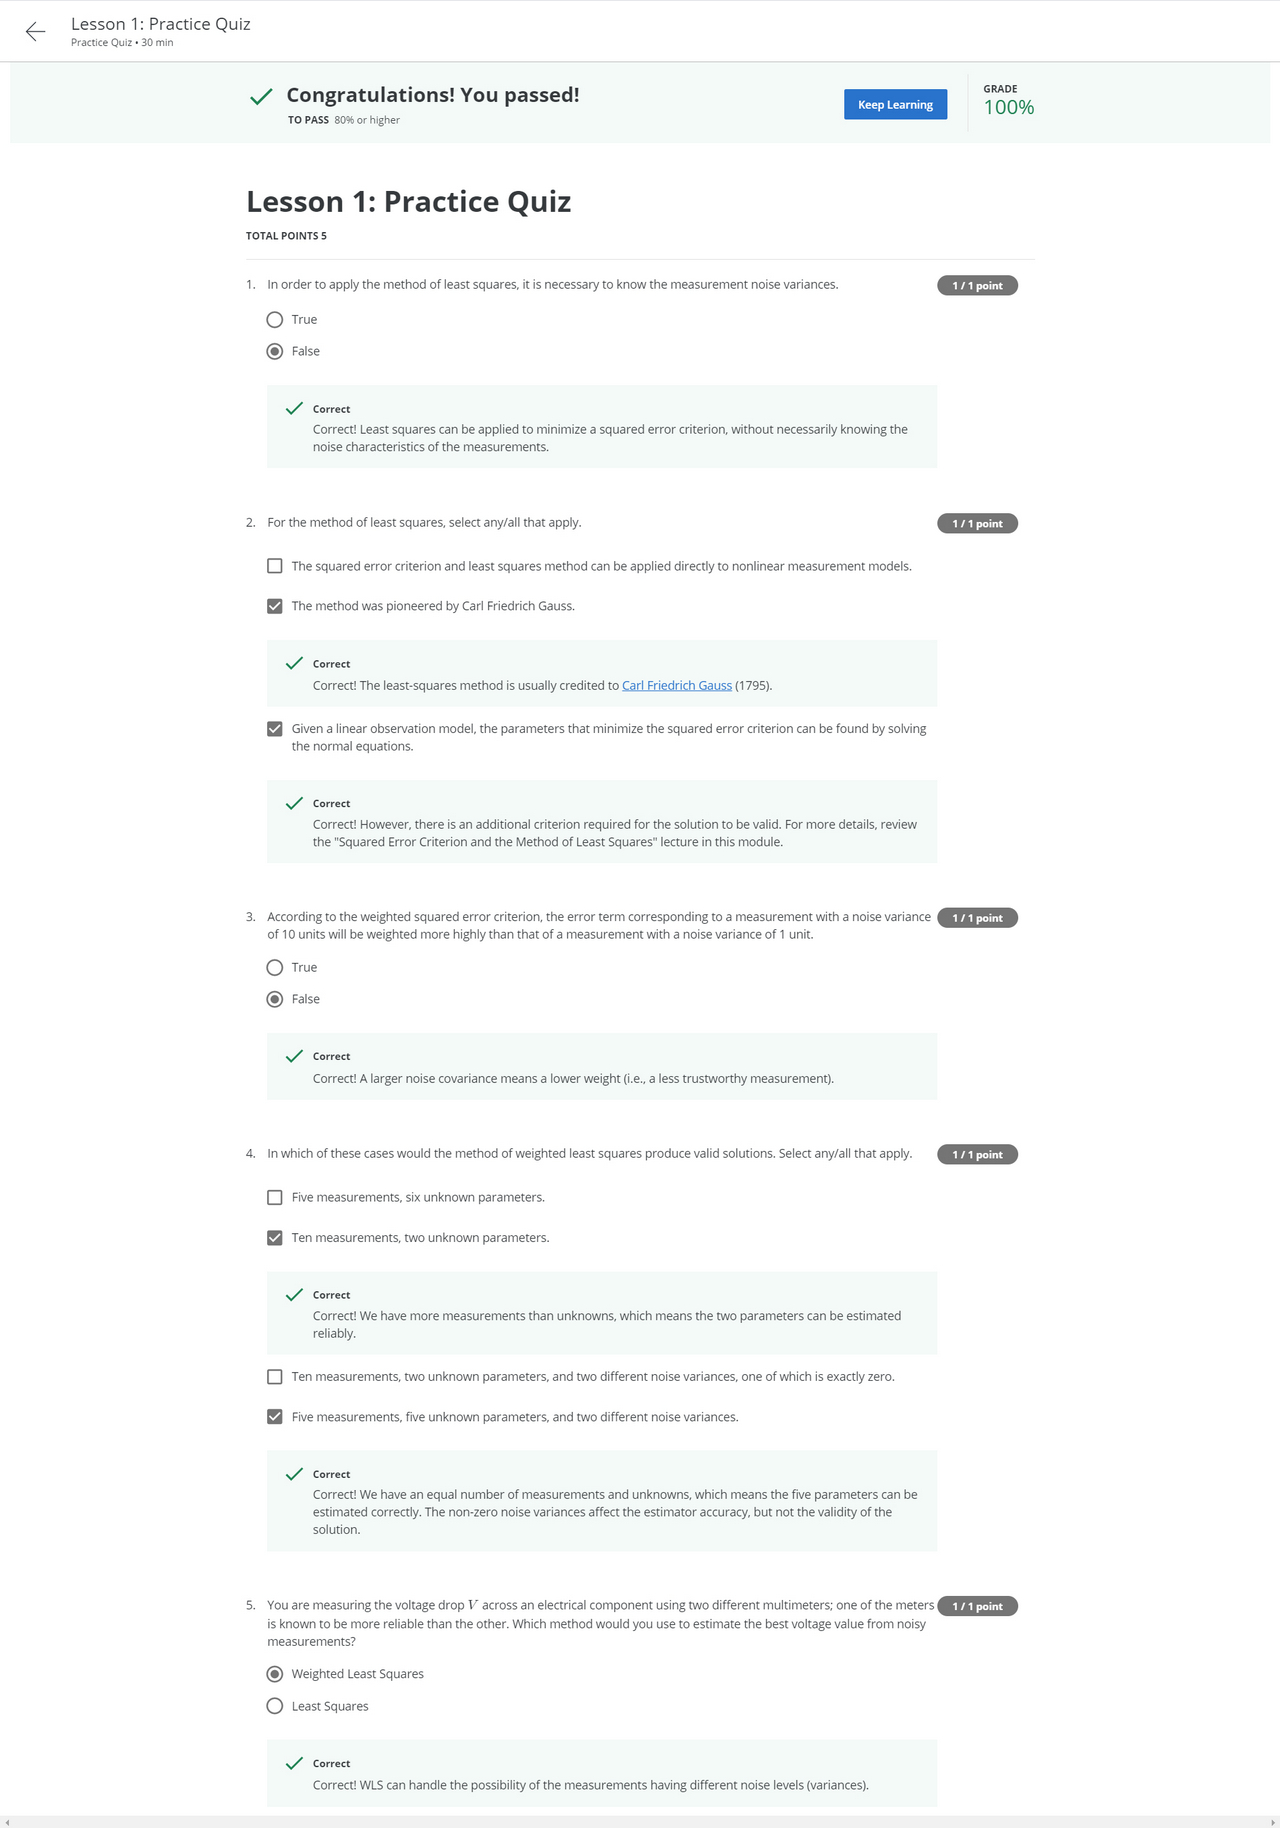 Lesson 1: Practice Quiz
Practice Quiz • 30 min
Congratulations! You passed!
TO PASS 80% or higher
Keep Learning
GRADE
100%
Lesson 1: Practice Quiz
TOTAL POINTS 5
1. In order to apply the method of least squares, it is necessary to know the measurement noise variances.
1 / 1 point
True
False
Correct
Correct! Least squares can be applied to minimize a squared error criterion, without necessarily knowing the
noise characteristics of the measurements.
2. For the method of least squares, select any/all that apply.
1 / 1 point
The squared error criterion and least squares method can be applied directly to nonlinear measurement models.
The method was pioneered by Carl Friedrich Gauss.
Correct
Correct! The least-squares method is usually credited to Carl Friedrich Gauss (1795).
Given a linear observation model, the parameters that minimize the squared error criterion can be found by solving
the normal equations.
Correct
Correct! However, there is an additional criterion required for the solution to be valid. For more details, review
the "Squared Error Criterion and the Method of Least Squares" lecture in this module.
3. According to the weighted squared error criterion, the error term corresponding to a measurement with a noise variance
of 10 units will be weighted more highly than that of a measurement with a noise variance of 1 unit.
1 / 1 point
True
False
Correct
Correct! A larger noise covariance means a lower weight (i.e., a less trustworthy measurement).
4. In which of these cases would the method of weighted least squares produce valid solutions. Select any/all that apply.
1 / 1 point
Five measurements, six unknown parameters.
Ten measurements, two unknown parameters.
Correct
Correct! We have more measurements than unknowns, which means the two parameters can be estimated
reliably.
Ten measurements, two unknown parameters, and two different noise variances, one of which is exactly zero.
Five measurements, five unknown parameters, and two different noise variances.
Correct
Correct! We have an equal number of measurements and unknowns, which means the five parameters can be
estimated correctly. The non-zero noise variances affect the estimator accuracy, but not the validity of the
solution.
5. You are measuring the voltage drop V across an electrical component using two different multimeters; one of the meters
is known to be more reliable than the other. Which method would you use to estimate the best voltage value from noisy
measurements?
1 / 1 point
Weighted Least Squares
Least Squares
Correct
Correct! WLS can handle the possibility of the measurements having different noise levels (variances).